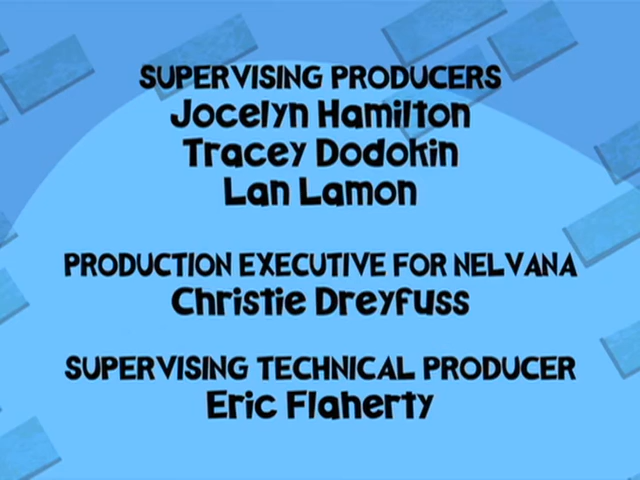 SUPERVISING PRODUCERS
Jocelyn Hamilton
Tracey Dodokin
Lan Lamon
PRODUCTION EXECUTIVE FOR NELVANA
Christie Dreyfuss
SUPERVISING TECHNICAL PRODUCER
Eric Flaherty